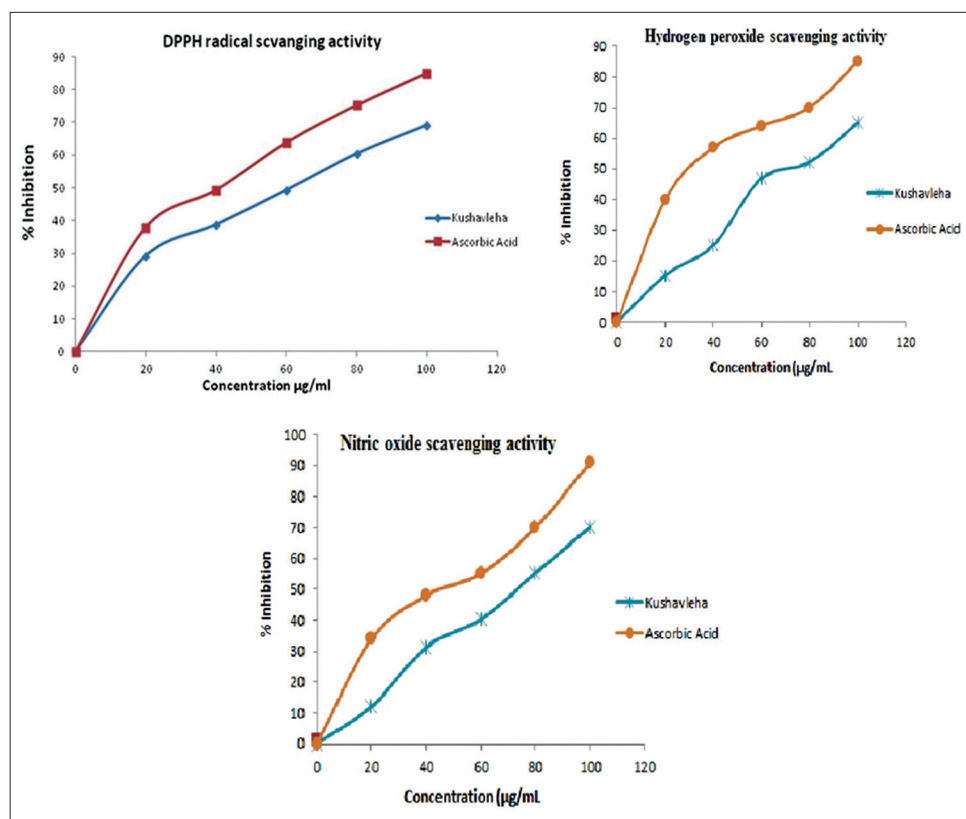 DPPH radical scvanging activity
90
80
70
60
50
40
30
20
10
0
% Inhibition
Kushavleha
Ascorbic Acid
0 20 40 60 80 100 120
Concentration µg/ml
Hydrogen peroxide scavenging activity
90
80
70
60
50
40
30
20
10
0
% Inhibition
Kushavleha
Ascorbic Acid
0 20 40 60 80 100 120
Concentration (µg/mL
Nitric oxide scavenging activity
100
90
80
70
60
50
40
30
20
10
0
% Inhibition
Kushavleha
Ascorbic Acid
0 20 40 60 80 100 120
Concentration (µg/mL